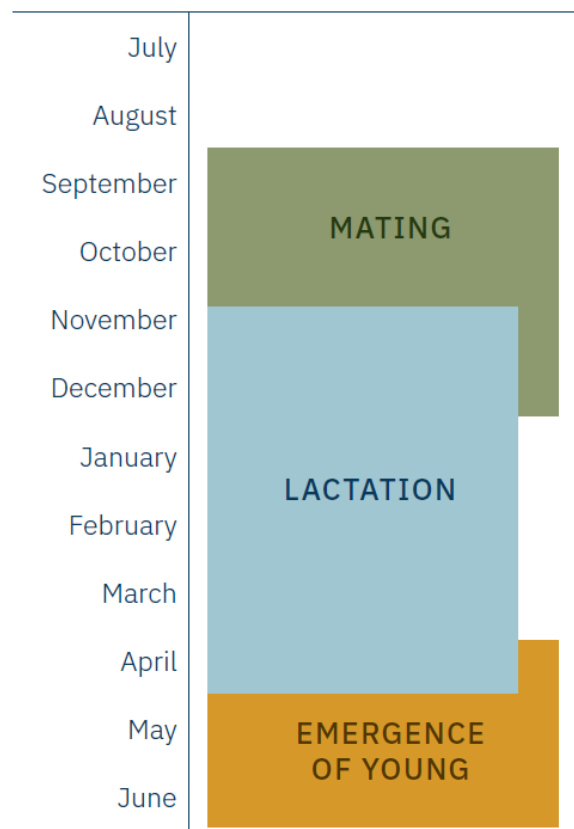 July
August
September
MATING
October
November
December
January
LACTATION
February
March
April
May
EMERGENCE
OF YOUNG
June